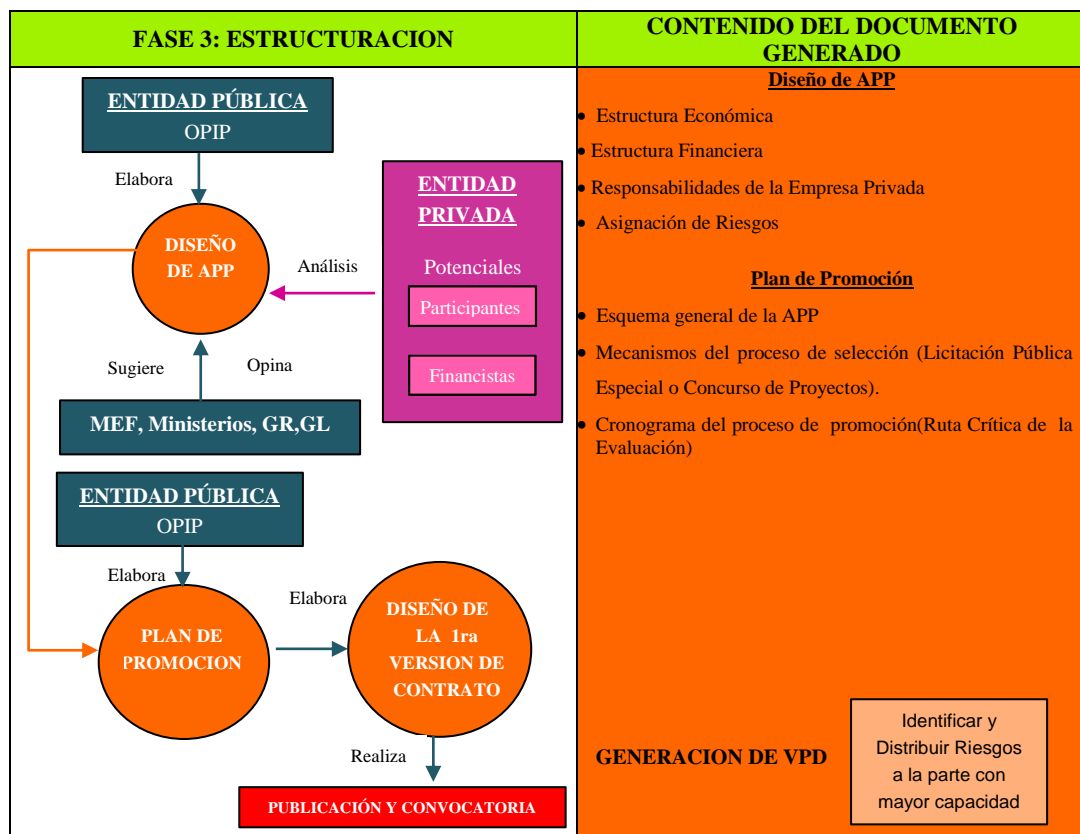 FASE 3: ESTRUCTURACION
ENTIDAD PÚBLICA
OPIP
Elabora
ENTIDAD
PRIVADA
Potenciales
Participantes
Financistas
DISEÑO
DE APP
Análisis
Sugiere
Opina
MEF, Ministerios, GR,GL
ENTIDAD PÚBLICA
OPIP
Elabora
PLAN DE
PROMOCION
Elabora
DISEÑO DE
LA 1ra
VERSION DE
CONTRATO
Realiza
PUBLICACIÓN Y CONVOCATORIA
CONTENIDO DEL DOCUMENTO
GENERADO
Diseño de APP
• Estructura Económica
• Estructura Financiera
• Responsabilidades de la Empresa Privada
• Asignación de Riesgos
Plan de Promoción
• Esquema general de la APP
• Mecanismos del proceso de selección (Licitación Pública
Especial o Concurso de Proyectos).
• Cronograma del proceso de promoción(Ruta Crítica de la
Evaluación)
GENERACION DE VPD
Identificar y
Distribuir Riesgos
a la parte con
mayor capacidad